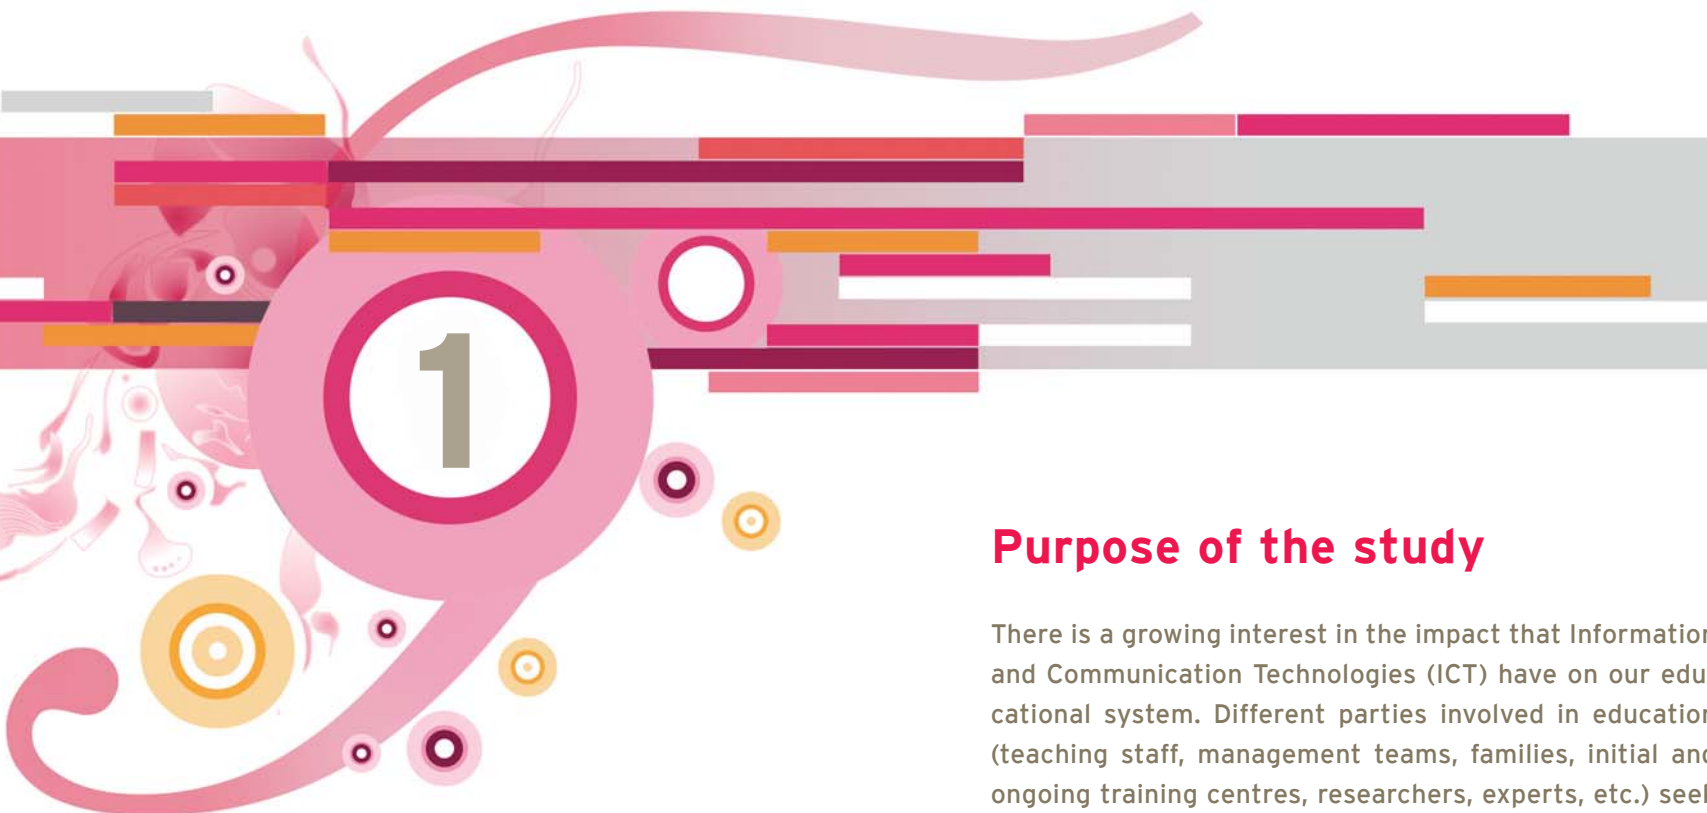 1
Purpose of the study
There is a growing interest in the impact that Information
and Communication Technologies (ICT) have on our edu
cational system. Different parties involved in education
(teaching staff, management teams, families, initial and
ongoing training centres, researchers, experts, etc.) seek